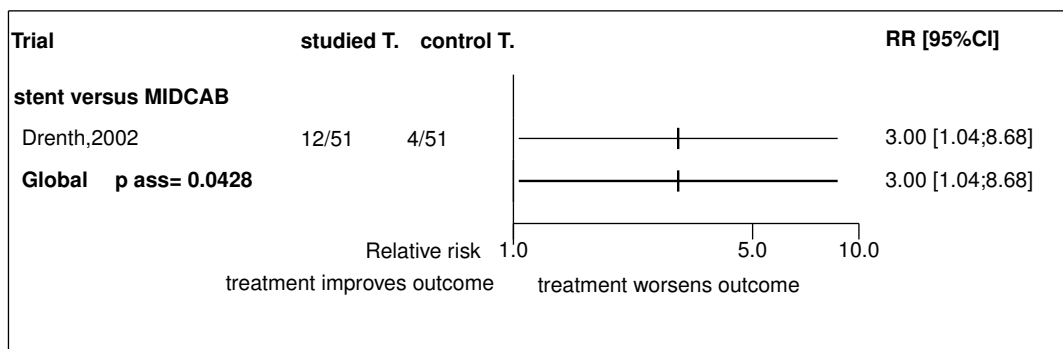 Trial studied T. control T. RR [95%CI]
stent versus MIDCAB
Drenth,2002 12/51 4/51 3.00 [1.04;8.68]
Global p ass= 0.0428 3.00 [1.04;8.68]
Relative risk 1.0 5.0 10.0
treatment improves outcome treatment worsens outcome